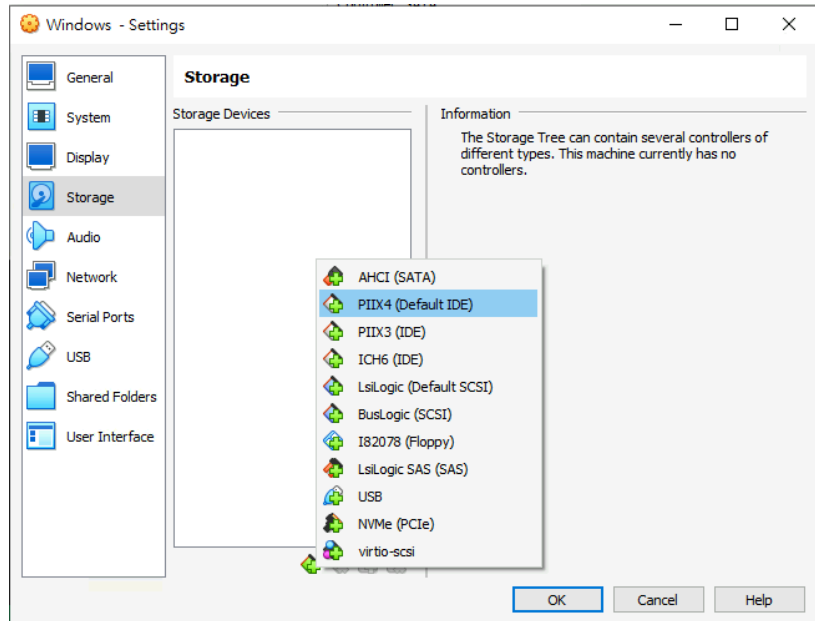 Windows - Settings
General
System
Display
Storage
Audio
Network
Serial Ports
USB
Shared Folders
User Interface
Storage
Storage Devices
Information
The Storage Tree can contain several controllers of
different types. This machine currently has no
controllers.
AHCI (SATA)
PIIX4 (Default IDE)
PIIX3 (IDE)
ICH6 (IDE)
LsiLogic (Default SCSI)
BusLogic (SCSI)
I82078 (Floppy)
LsiLogic SAS (SAS)
USB
NVMe (PCIe)
virtio-scsi
OK
Cancel
Help